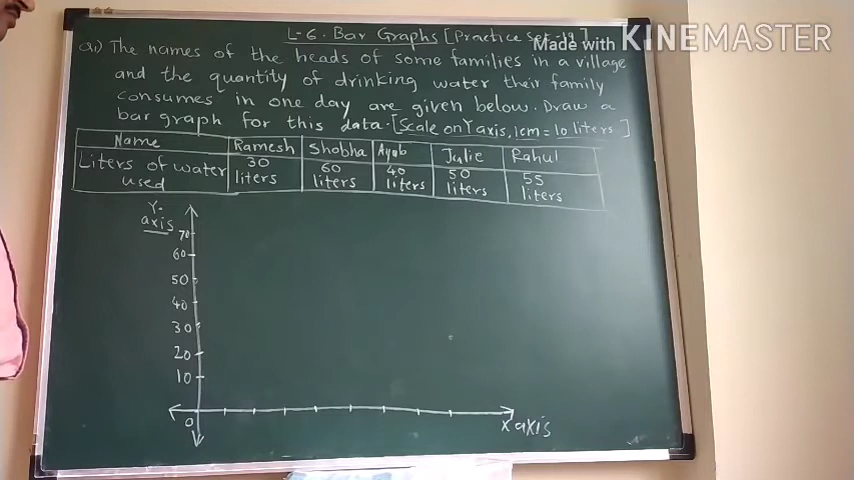 L-6. Bar Graphs [Practice Set-19]
Made with KINEMASTER
Q1) The names of the heads of some families in a village
and the quantity of drinking water their family
consumes in one day are given below. Draw a
bar graph for this data. [Scale on Y axis, 1cm = 10 liters]
Name Ramesh Shobha Ayub Julie Rahul
Liters of water used 30 liters 60 liters 40 liters 50 liters 55 liters
Y-
axis
70
60
50
40
30
20
10
0
X axis